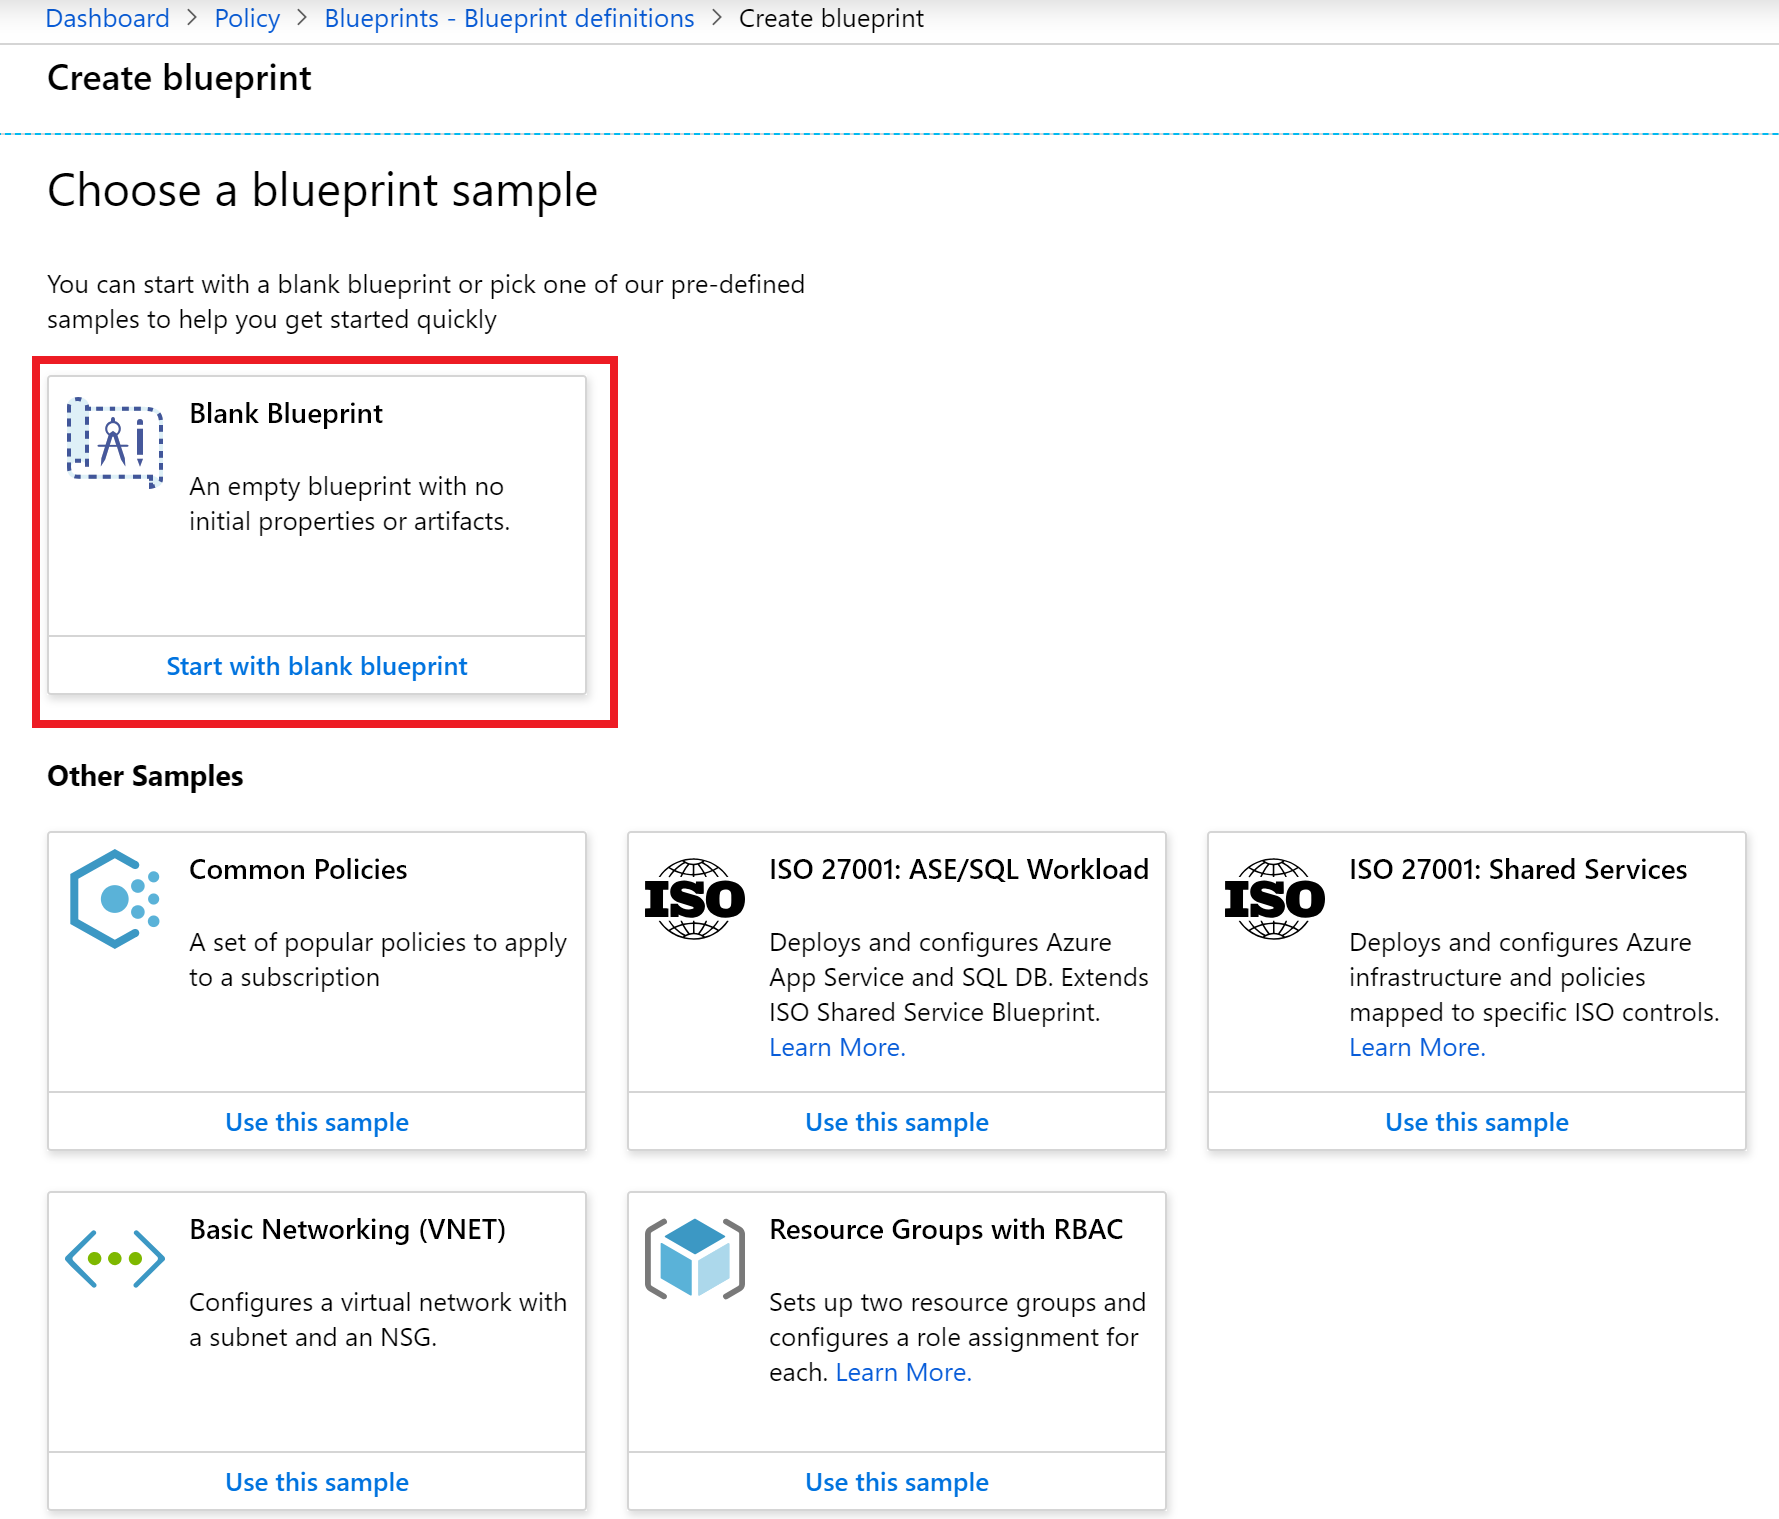 Dashboard > Policy > Blueprints - Blueprint definitions > Create blueprint
Create blueprint
Choose a blueprint sample
You can start with a blank blueprint or pick one of our pre-defined
samples to help you get started quickly
Blank Blueprint
An empty blueprint with no
initial properties or artifacts.
Start with blank blueprint
Other Samples
Common Policies
A set of popular policies to apply
to a subscription
Use this sample
ISO
ISO 27001: ASE/SQL Workload
Deploys and configures Azure
App Service and SQL DB. Extends
ISO Shared Service Blueprint.
Learn More.
Use this sample
ISO
ISO 27001: Shared Services
Deploys and configures Azure
infrastructure and policies
mapped to specific ISO controls.
Learn More.
Use this sample
Basic Networking (VNET)
Configures a virtual network with
a subnet and an NSG.
Use this sample
Resource Groups with RBAC
Sets up two resource groups and
configures a role assignment for
each. Learn More.
Use this sample